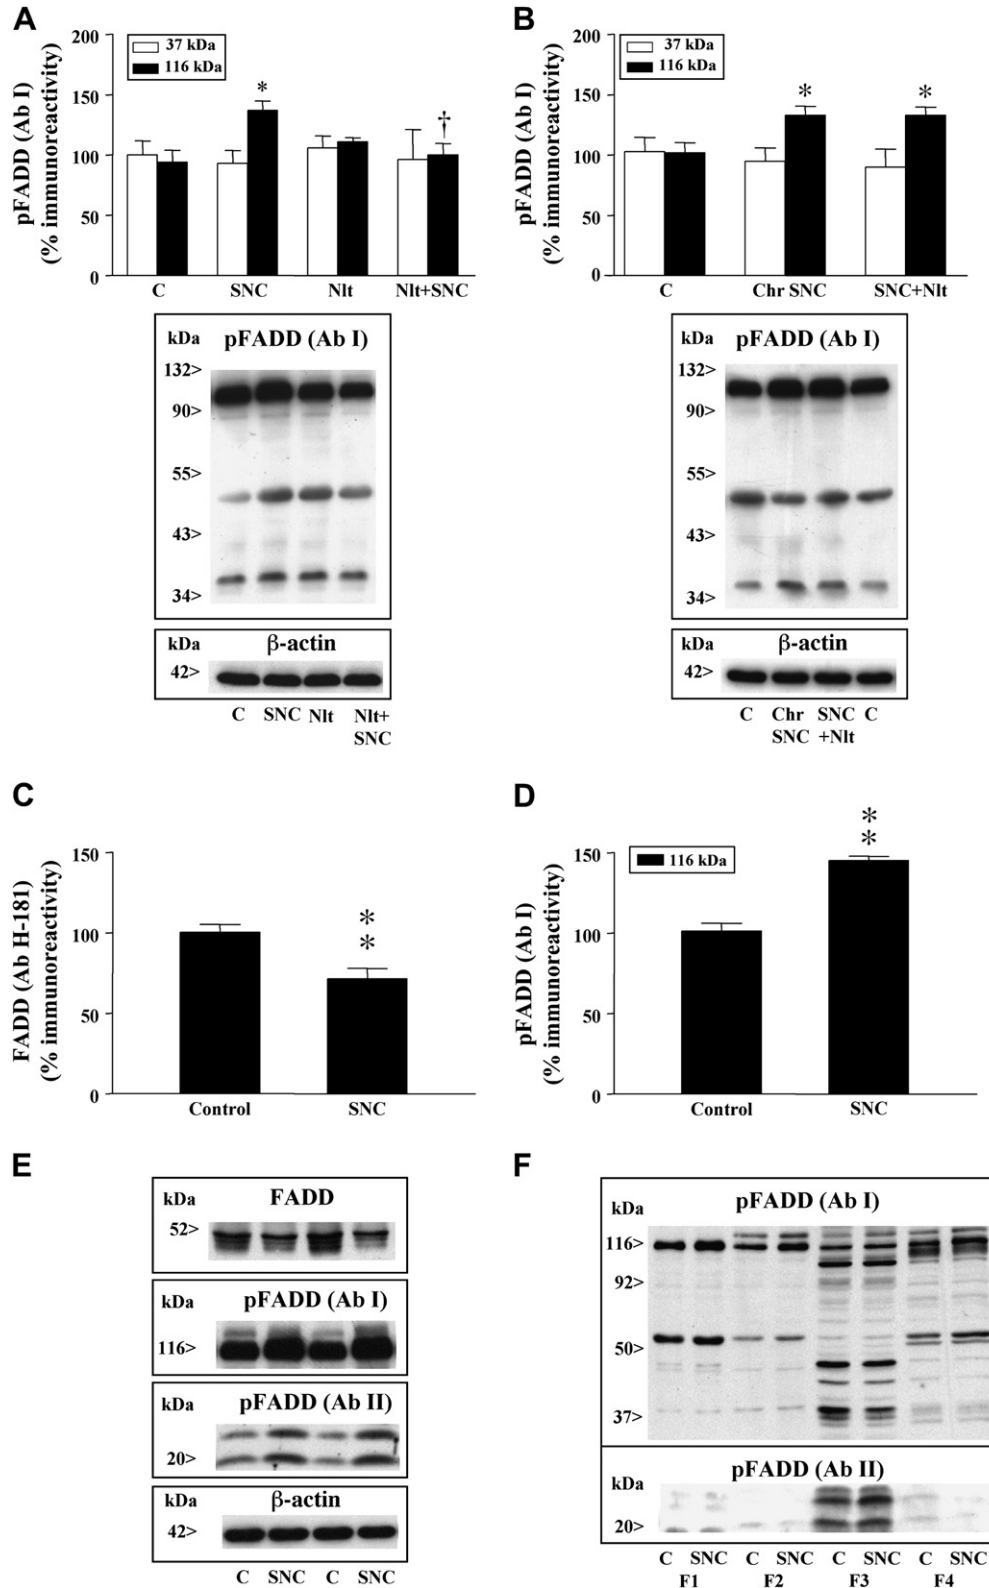 A
pFADD (Ab I)
(% immunoreactivity)
200
150
100
50
0
37 kDa
116 kDa
*
†
C SNC Nlt Nlt+SNC
kDa
pFADD (Ab I)
132>
90>
55>
43>
34>
kDa
β-actin
42>
C SNC Nlt Nlt+
SNC
B
pFADD (Ab I)
(% immunoreactivity)
200
150
100
50
0
37 kDa
116 kDa
* *
C Chr SNC SNC+Nlt
kDa
pFADD (Ab I)
132>
90>
55>
43>
34>
kDa
β-actin
42>
C Chr SNC C
SNC +Nlt
C
FADD (Ab H-181)
(% immunoreactivity)
150
100
50
0
*
*
Control SNC
D
pFADD (Ab I)
(% immunoreactivity)
150
100
50
0
116 kDa
*
*
Control SNC
E
kDa
FADD
52>
kDa
pFADD (Ab I)
116>
kDa
pFADD (Ab II)
20>
kDa
β-actin
42>
C SNC C SNC
F
kDa
pFADD (Ab I)
116>
92>
50>
37>
pFADD (Ab II)
kDa
20>
C SNC C SNC C SNC C SNC
F1 F2 F3 F4